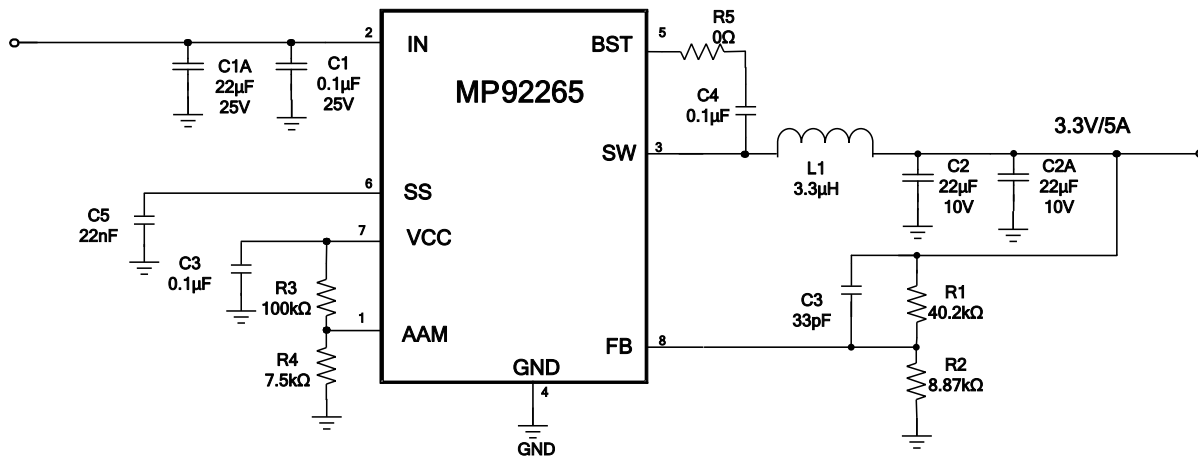 2
IN
C1A
22µF
25V
C1
0.1µF
25V
MP92265
BST
5
R5
0Ω
C4
0.1µF
SW
3
L1
3.3µH
3.3V/5A
C2
22µF
10V
C2A
22µF
10V
6
SS
C5
22nF
7
VCC
C3
0.1µF
R3
100kΩ
1
AAM
R4
7.5kΩ
GND
4
GND
FB
8
C3
33pF
R1
40.2kΩ
R2
8.87kΩ